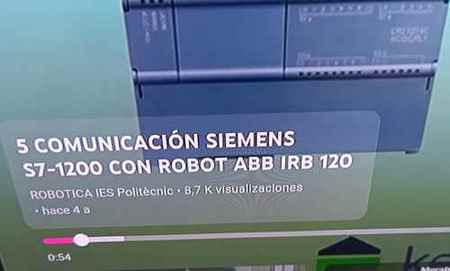 5 COMUNICACIÓN SIEMENS
S7-1200 CON ROBOT ABB IRB 120
ROBOTICA IES Politècnic • 8,7 K visualizaciones
• hace 4 a
0:54